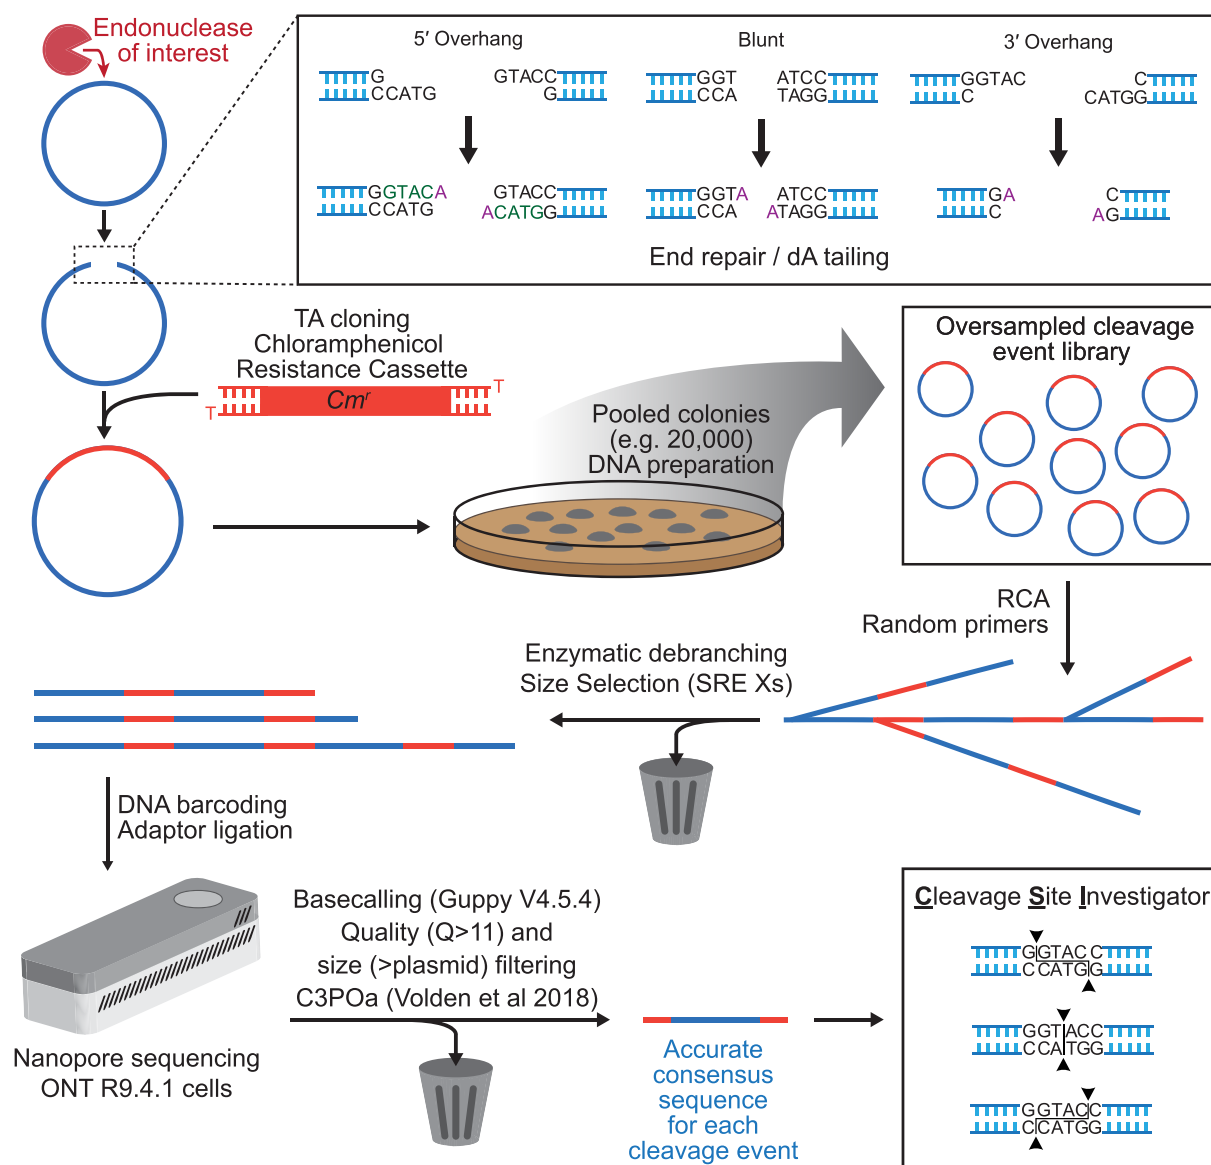 Endonuclease
of interest
5′ Overhang
Blunt
3′ Overhang
G GTACC
CCATG G
GGT ATCC
CCA TAGG
GGTAC C
C CATGG
GGTACA GTACC
CCATG ACATGG
GGTA ATCC
CCA ATAGG
GA C
C AG
End repair / dA tailing
TA cloning
Chloramphenicol
Resistance Cassette
T
Cmʳ
T
Pooled colonies
(e.g. 20,000)
DNA preparation
Oversampled cleavage
event library
RCA
Random primers
Enzymatic debranching
Size Selection (SRE Xs)
DNA barcoding
Adaptor ligation
Nanopore sequencing
ONT R9.4.1 cells
Basecalling (Guppy V4.5.4)
Quality (Q>11) and
size (>plasmid) filtering
C3POa (Volden et al 2018)
Accurate
consensus
sequence
for each
cleavage event
Cleavage Site Investigator
GGTACC
CCATGG
GGTACC
CCATGG
GGTACC
CCATGG